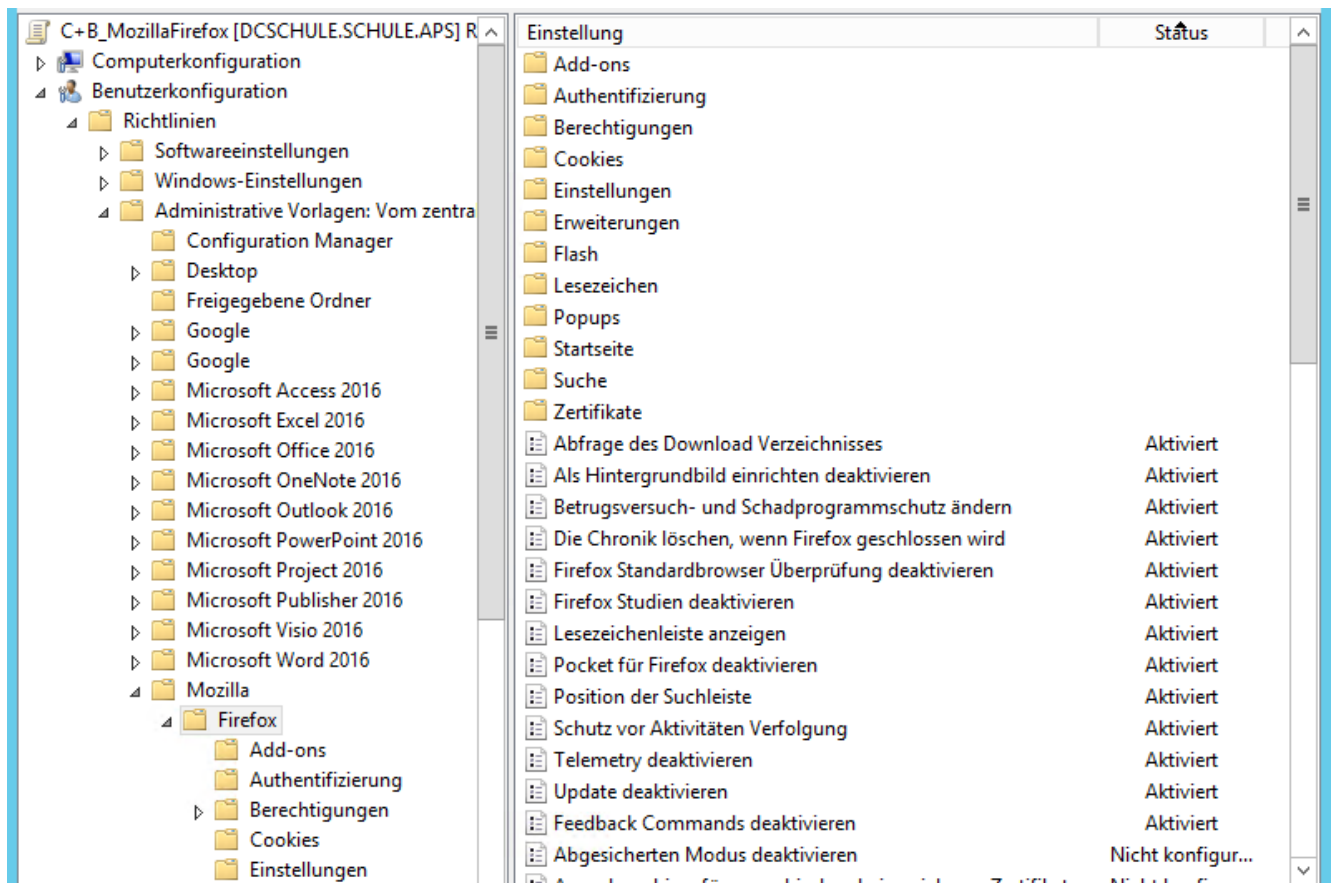 C+B_MozillaFirefox [DCSCHULE.SCHULE.APS] R
Computerkonfiguration
Benutzerkonfiguration
Richtlinien
Softwareeinstellungen
Windows-Einstellungen
Administrative Vorlagen: Vom zentra
Configuration Manager
Desktop
Freigegebene Ordner
Google
Google
Microsoft Access 2016
Microsoft Excel 2016
Microsoft Office 2016
Microsoft OneNote 2016
Microsoft Outlook 2016
Microsoft PowerPoint 2016
Microsoft Project 2016
Microsoft Publisher 2016
Microsoft Visio 2016
Microsoft Word 2016
Mozilla
Firefox
Add-ons
Authentifizierung
Berechtigungen
Cookies
Einstellungen
Einstellung Status
Add-ons
Authentifizierung
Berechtigungen
Cookies
Einstellungen
Erweiterungen
Flash
Lesezeichen
Popups
Startseite
Suche
Zertifikate
Abfrage des Download Verzeichnisses Aktiviert
Als Hintergrundbild einrichten deaktivieren Aktiviert
Betrugsversuch- und Schadprogrammschutz ändern Aktiviert
Die Chronik löschen, wenn Firefox geschlossen wird Aktiviert
Firefox Standardbrowser Überprüfung deaktivieren Aktiviert
Firefox Studien deaktivieren Aktiviert
Lesezeichenleiste anzeigen Aktiviert
Pocket für Firefox deaktivieren Aktiviert
Position der Suchleiste Aktiviert
Schutz vor Aktivitäten Verfolgung Aktiviert
Telemetry deaktivieren Aktiviert
Update deaktivieren Aktiviert
Feedback Commands deaktivieren Aktiviert
Abgesicherten Modus deaktivieren Nicht konfigur...